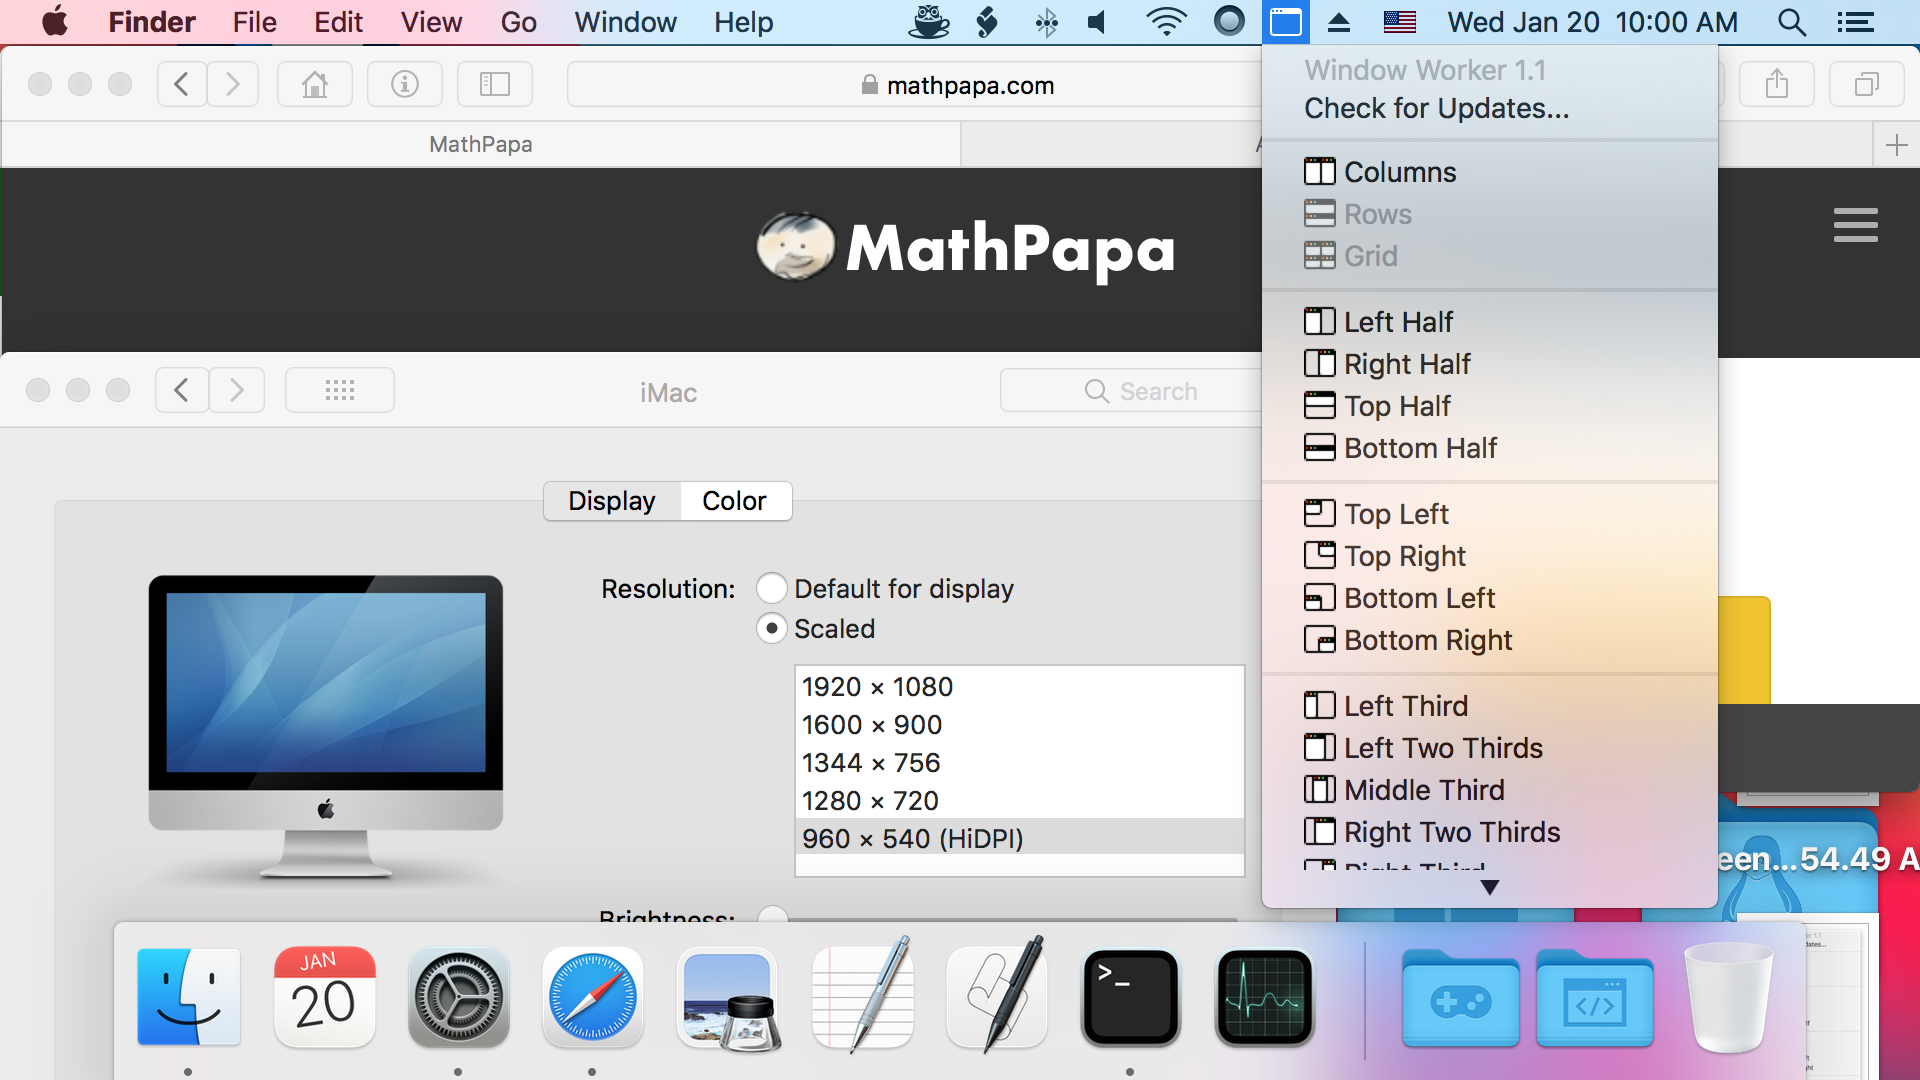 Finder File Edit View Go Window Help Wed Jan 20 10:00 AM
mathpapa.com
MathPapa
MathPapa
Window Worker 1.1
Check for Updates...
Columns
Rows
Grid
Left Half
Right Half
Top Half
Bottom Half
Top Left
Top Right
Bottom Left
Bottom Right
Left Third
Left Two Thirds
Middle Third
Right Two Thirds
Right Third
iMac
Search
Display Color
Resolution: Default for display
Scaled
1920 × 1080
1600 × 900
1344 × 756
1280 × 720
960 × 540 (HiDPI)
Brightness:
een...54.49 A
JAN
20
>_
</>